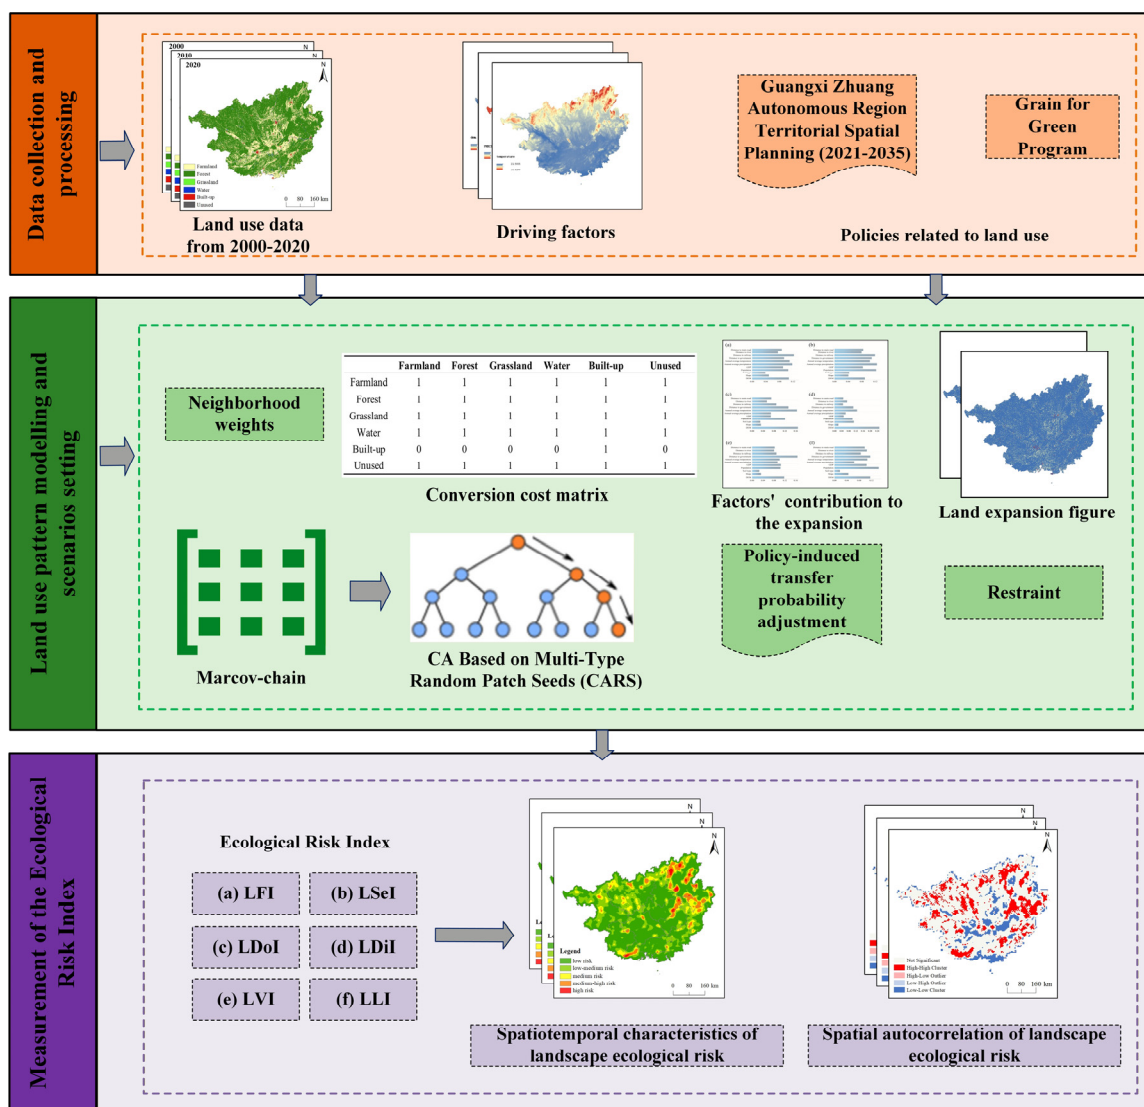 Data collection and
processing
2000
2010
2020
N
Farmland
Forest
Grassland
Water
Built-up
Unused
0 80 160 km
Land use data
from 2000-2020
Driving factors
Guangxi Zhuang
Autonomous Region
Territorial Spatial
Planning (2021-2035)
Grain for
Green
Program
Policies related to land use
Land use pattern modelling and
scenarios setting
Neighborhood
weights
Farmland Forest Grassland Water Built-up Unused
Farmland 1 1 1 1 1 1
Forest 1 1 1 1 1 1
Grassland 1 1 1 1 1 1
Water 1 1 1 1 1 1
Built-up 0 0 0 0 1 0
Unused 1 1 1 1 1 1
Conversion cost matrix
(a) (b)
(c) (d)
(e) (f)
Factors' contribution to
the expansion
Land expansion figure
Marcov-chain
CA Based on Multi-Type
Random Patch Seeds (CARS)
Policy-induced
transfer
probability
adjustment
Restraint
Measurement of the Ecological
Risk Index
Ecological Risk Index
(a) LFI
(b) LSeI
(c) LDoI
(d) LDiI
(e) LVI
(f) LLI
N
Legend
low risk
low-medium risk
medium risk
medium-high risk
high risk
0 80 160 km
Spatiotemporal characteristics of
landscape ecological risk
N
Not Significant
High-High Cluster
High-Low Outlier
Low-High Outlier
Low-Low Cluster
0 80 160 km
Spatial autocorrelation of landscape
ecological risk